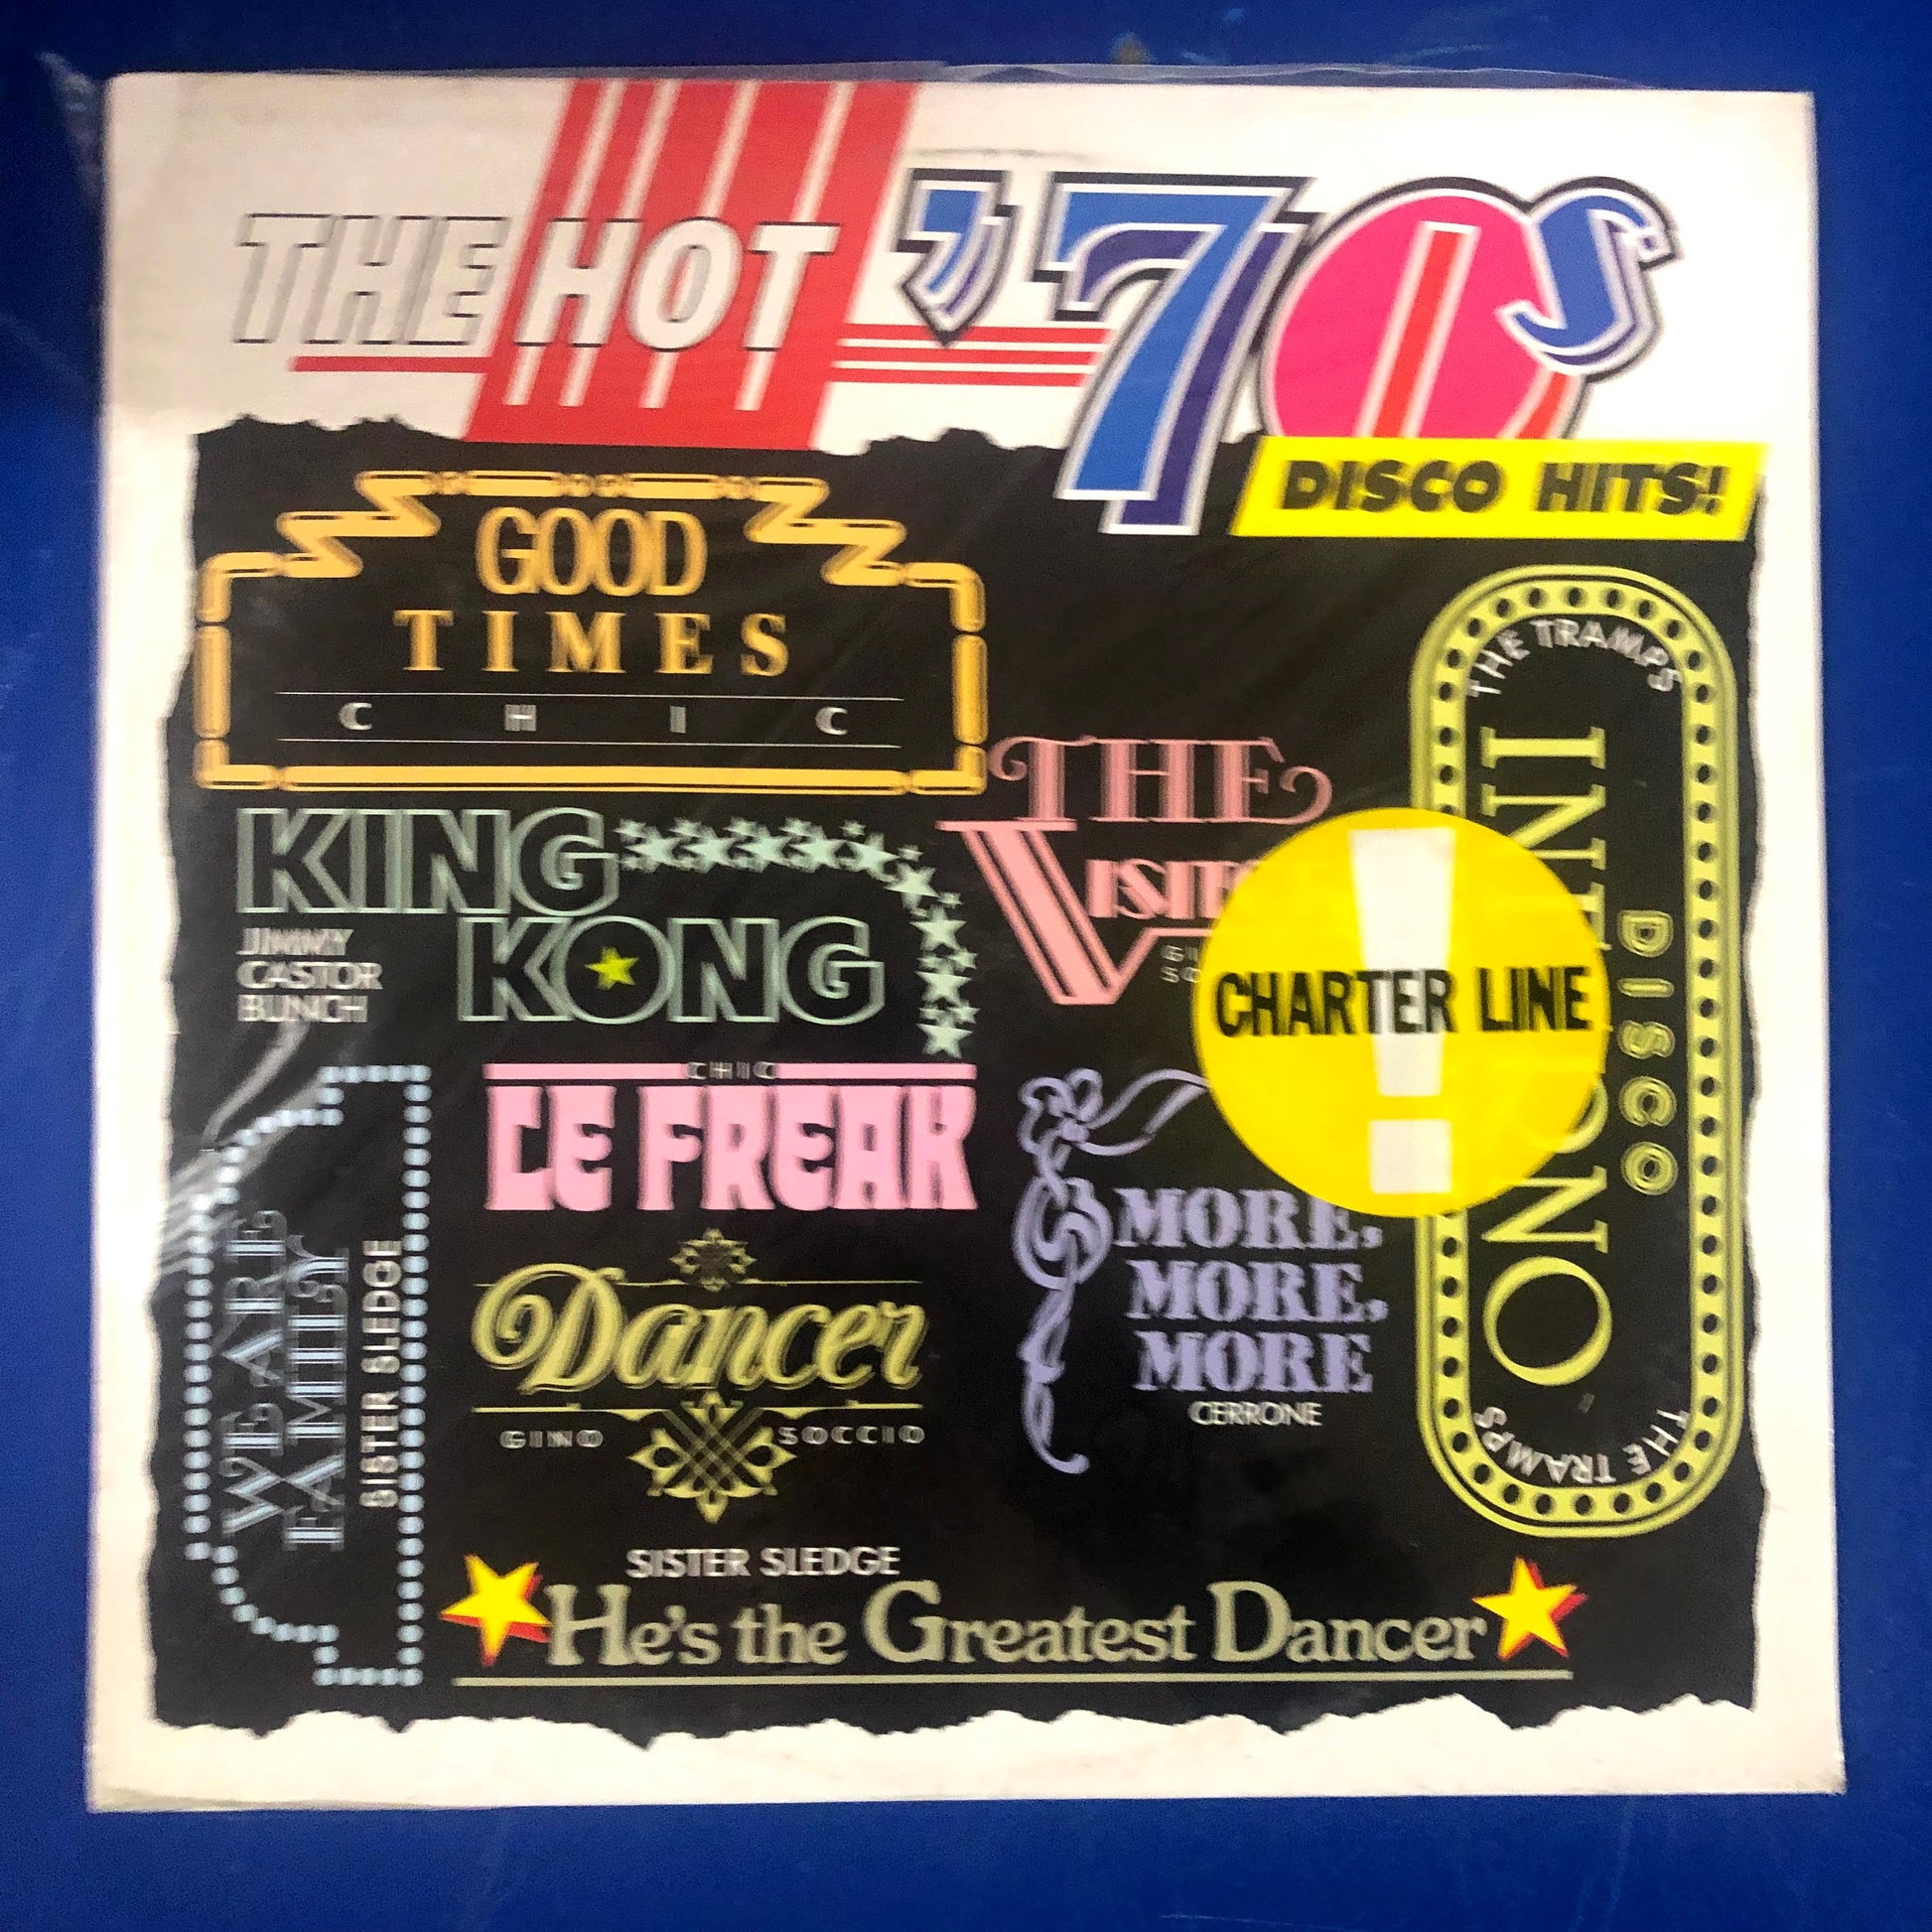 THE HOT '70s
DISCO HITS!
GOOD
TIMES
CHIC
THE TRAMPS
DISCO
THE TRAMPS
THE
KING
KONG
JIMMY
CASTOR
BUNCH
CHARTER LINE
CHIC
LE FREAK
WE ARE
FAMILY
SISTER SLEDGE
Dancer
GINO SOCCIO
MORE,
MORE,
MORE
CERRONE
SISTER SLEDGE
He's the Greatest Dancer